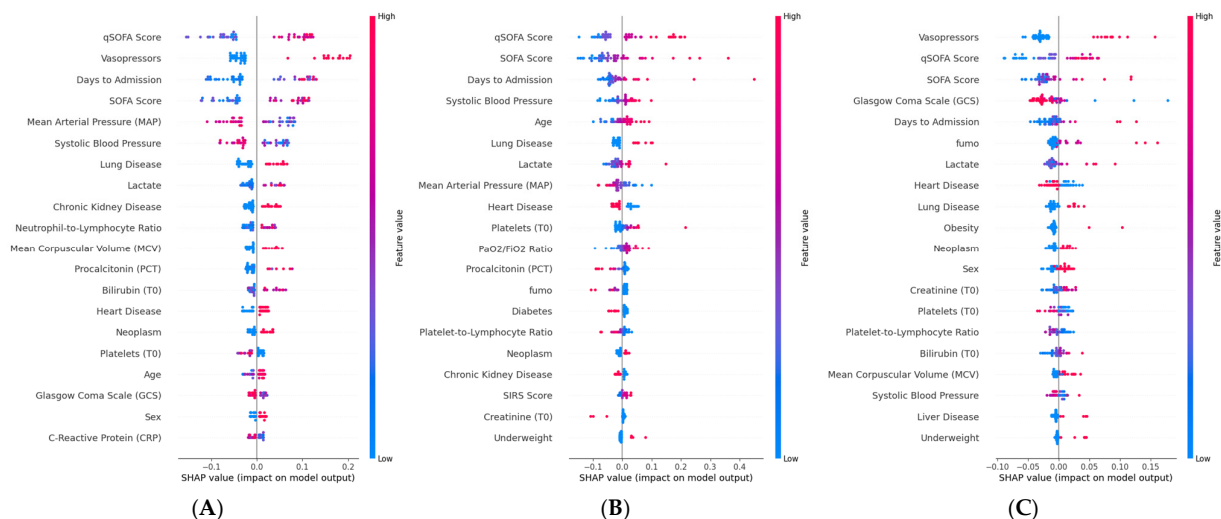 High
qSOFA Score
Vasopressors
Days to Admission
SOFA Score
Mean Arterial Pressure (MAP)
Systolic Blood Pressure
Lung Disease
Lactate
Chronic Kidney Disease
Neutrophil-to-Lymphocyte Ratio
Mean Corpuscular Volume (MCV)
Procalcitonin (PCT)
Bilirubin (T0)
Heart Disease
Neoplasm
Platelets (T0)
Age
Glasgow Coma Scale (GCS)
Sex
C-Reactive Protein (CRP)
Feature value
Low
−0.1 0.0 0.1 0.2
SHAP value (impact on model output)
(A)
High
qSOFA Score
SOFA Score
Days to Admission
Systolic Blood Pressure
Age
Lung Disease
Lactate
Mean Arterial Pressure (MAP)
Heart Disease
Platelets (T0)
PaO2/FiO2 Ratio
Procalcitonin (PCT)
fumo
Diabetes
Platelet-to-Lymphocyte Ratio
Neoplasm
Chronic Kidney Disease
SIRS Score
Creatinine (T0)
Underweight
Feature value
Low
−0.1 0.0 0.1 0.2 0.3 0.4
SHAP value (impact on model output)
(B)
High
Vasopressors
qSOFA Score
SOFA Score
Glasgow Coma Scale (GCS)
Days to Admission
fumo
Lactate
Heart Disease
Lung Disease
Obesity
Neoplasm
Sex
Creatinine (T0)
Platelets (T0)
Platelet-to-Lymphocyte Ratio
Bilirubin (T0)
Mean Corpuscular Volume (MCV)
Systolic Blood Pressure
Liver Disease
Underweight
Feature value
Low
−0.10 −0.05 0.00 0.05 0.10 0.15
SHAP value (impact on model output)
(C)